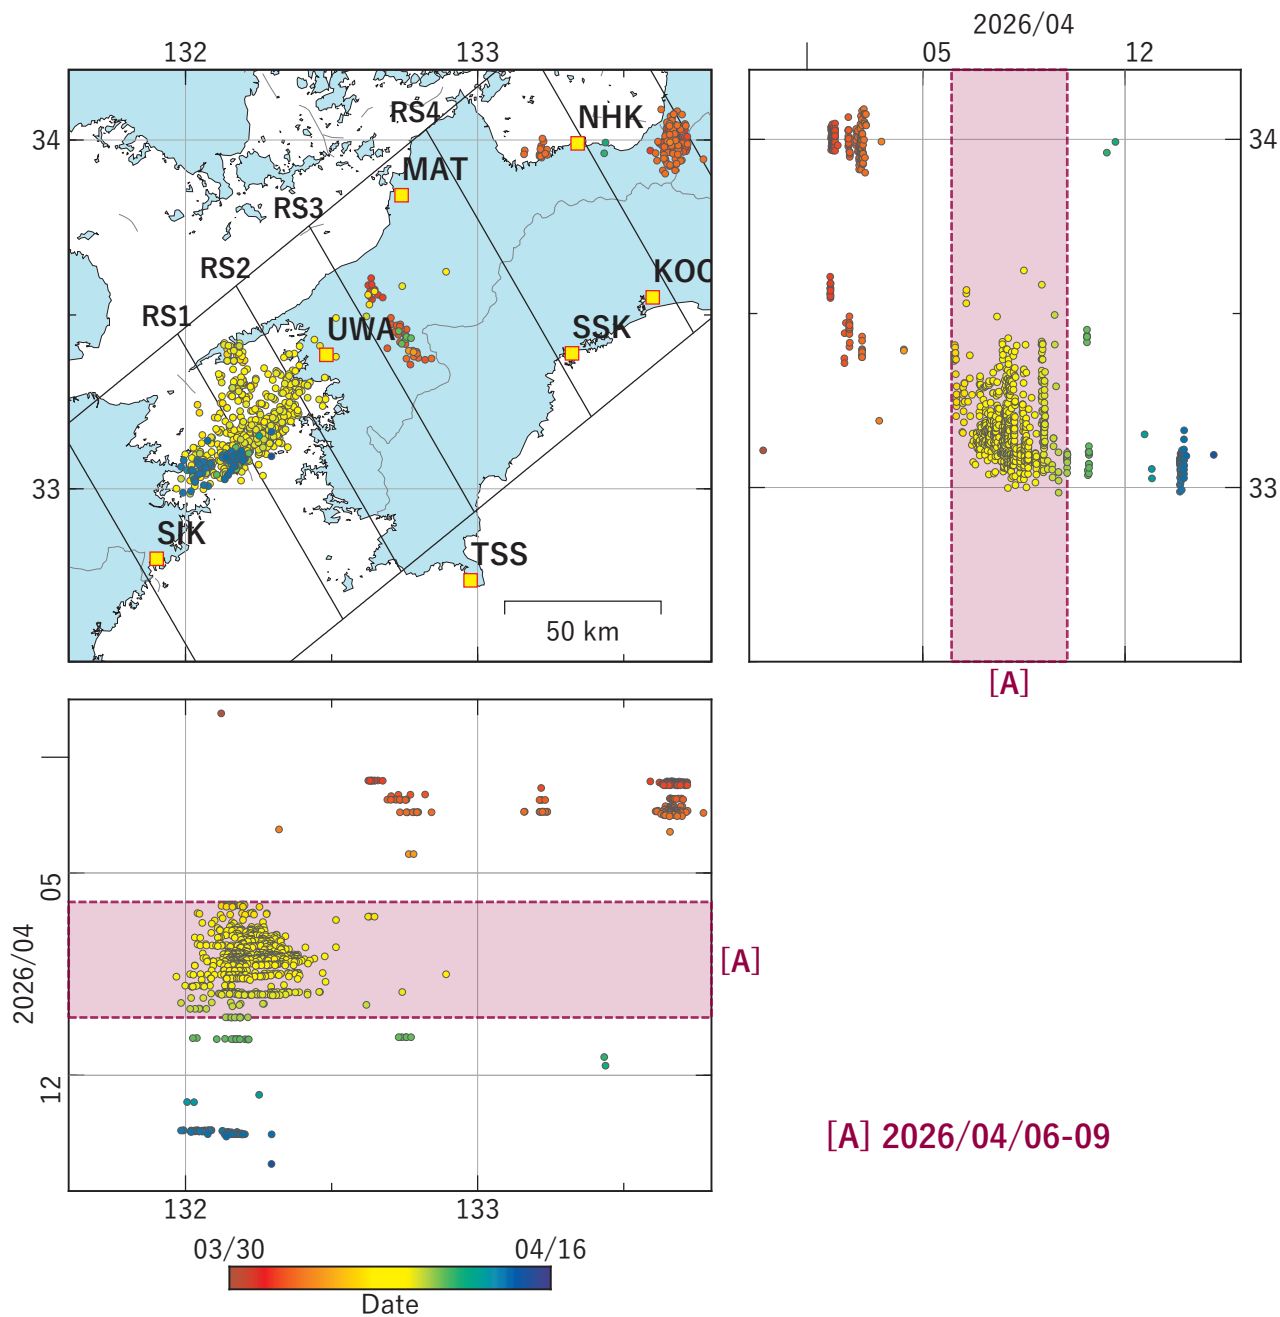 2026/04
132
133
05
12
RS4
NHK
34
34
MAT
RS3
RS2
KOC
RS1
UWA
SSK
33
33
SIK
TSS
50 km
[A]
05
2026/04
[A]
12
[A] 2026/04/06-09
132
133
03/30
04/16
Date